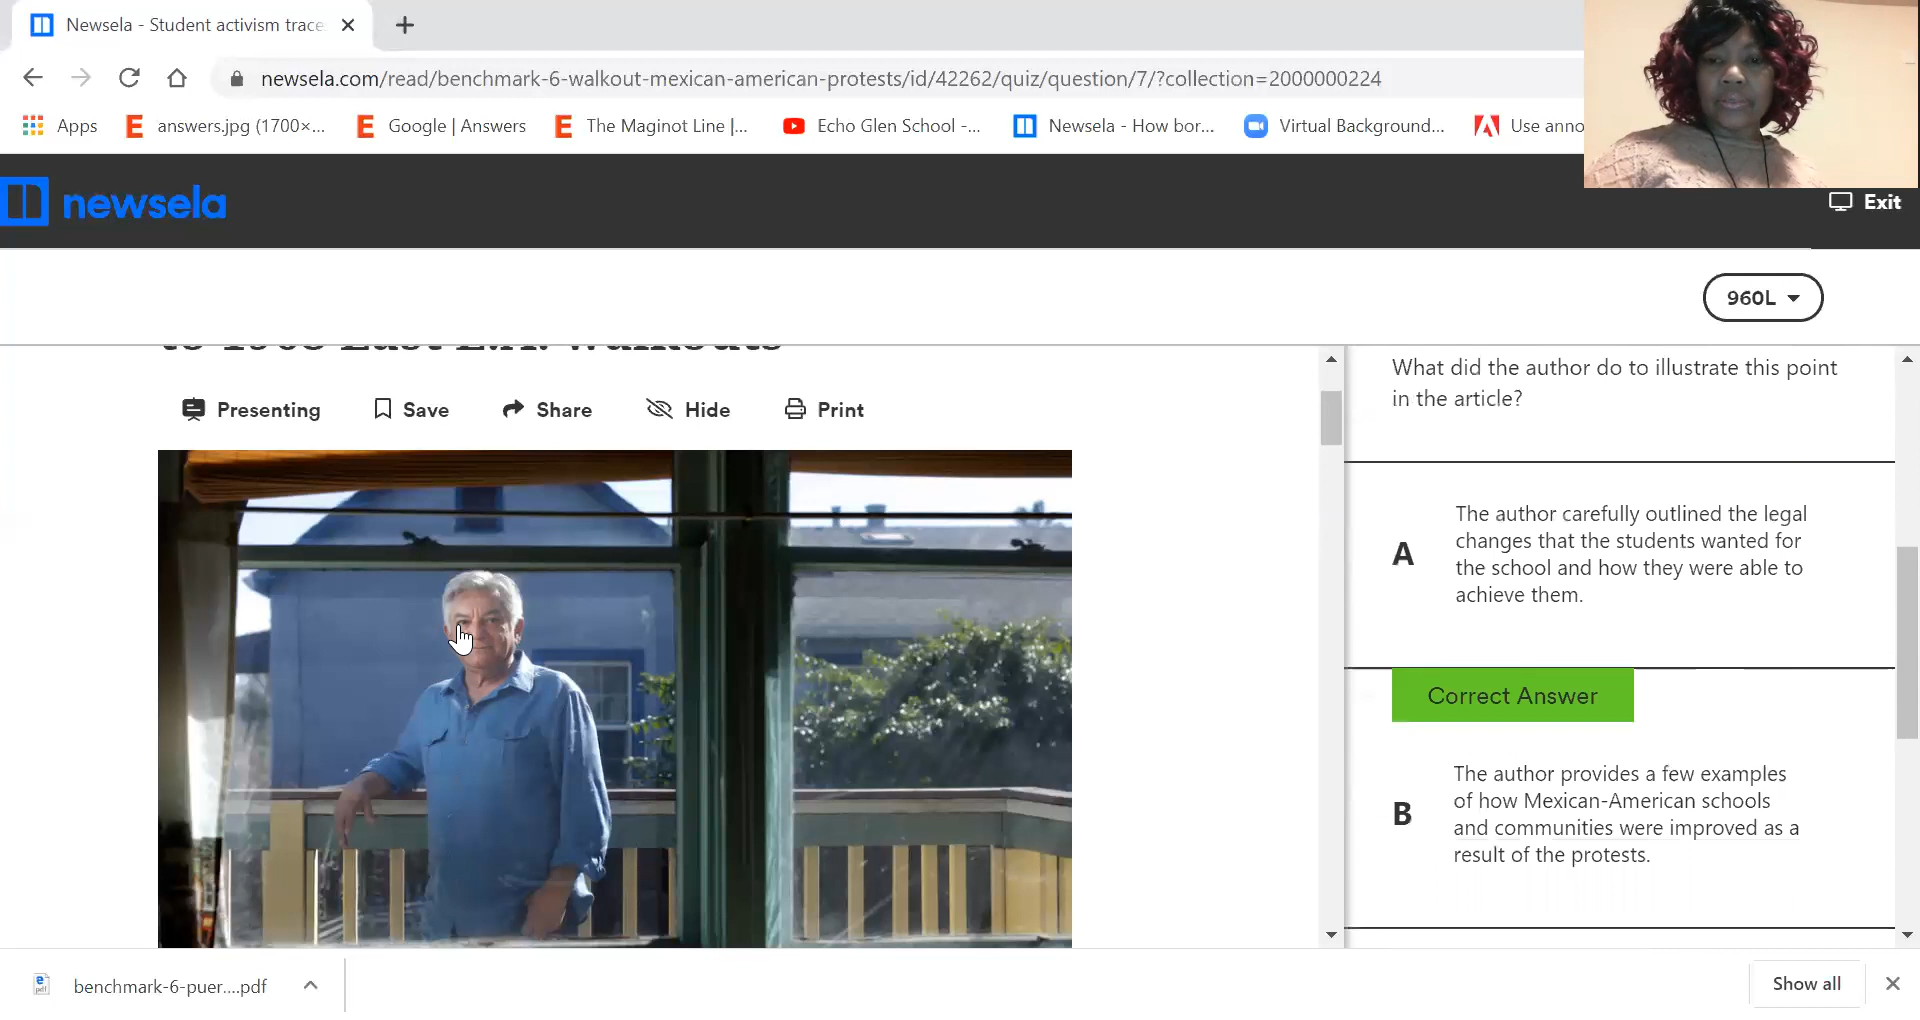 Newsela - Student activism trace
newsela.com/read/benchmark-6-walkout-mexican-american-protests/id/42262/quiz/question/7/?collection=2000000224
Apps
answers.jpg (1700×...
Google | Answers
The Maginot Line |...
Echo Glen School -...
Newsela - How bor...
Virtual Background...
Use anno
newsela
Exit
960L
to 1968 East L.A. walkouts
Presenting
Save
Share
Hide
Print
What did the author do to illustrate this point
in the article?
A
The author carefully outlined the legal
changes that the students wanted for
the school and how they were able to
achieve them.
Correct Answer
B
The author provides a few examples
of how Mexican-American schools
and communities were improved as a
result of the protests.
benchmark-6-puer....pdf
Show all